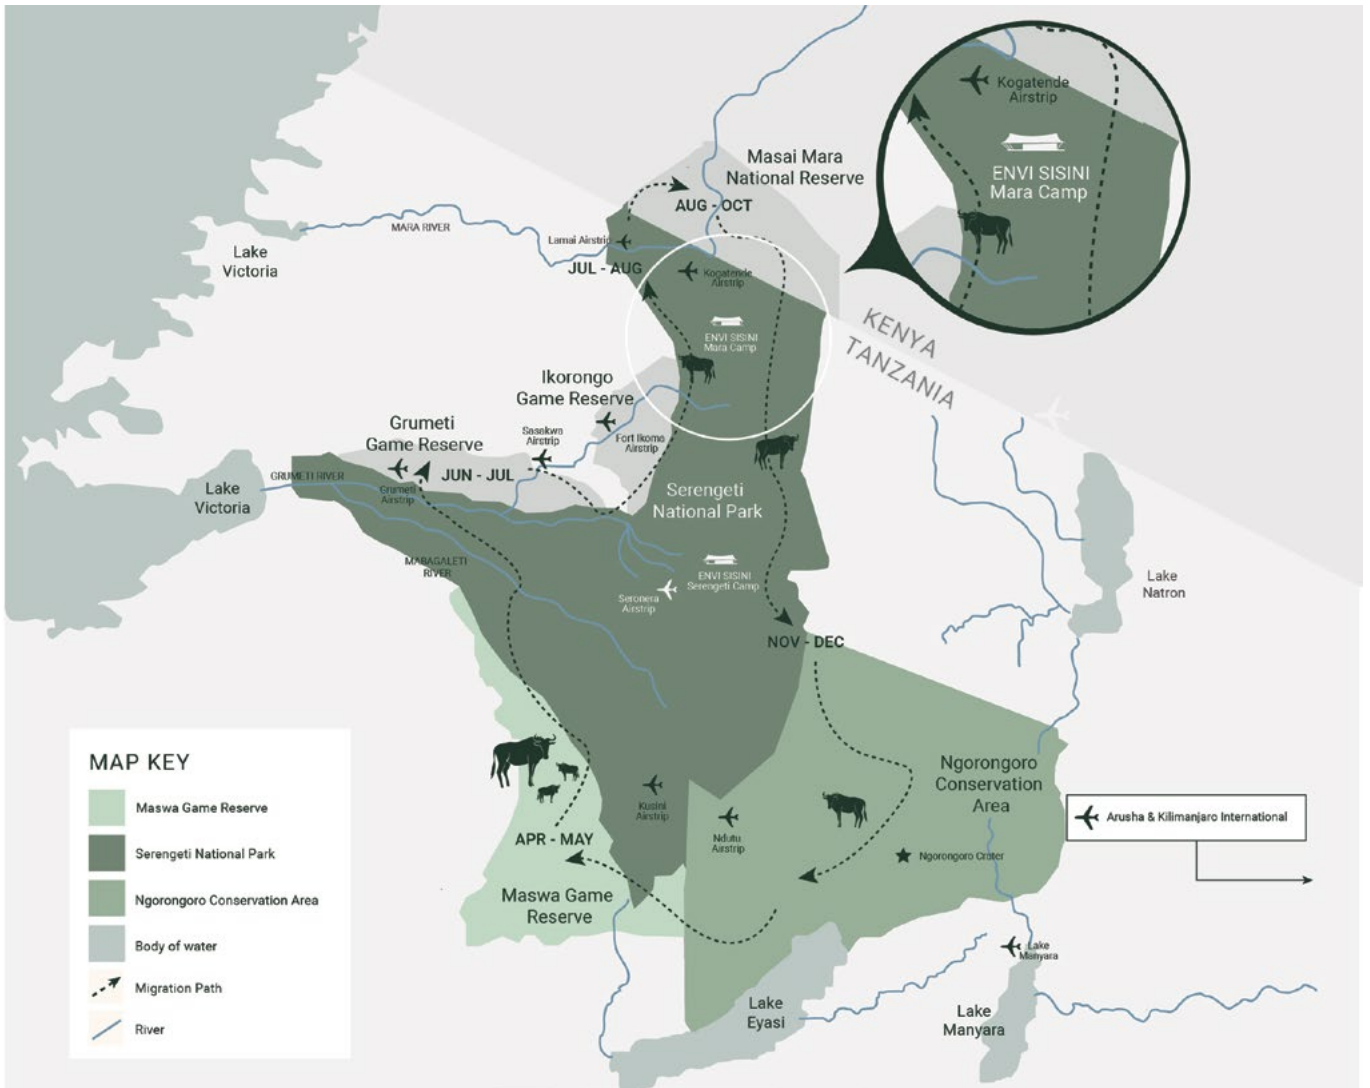 Masai Mara
National Reserve
AUG - OCT
MARA RIVER
Lake
Victoria
Lamai Airstrip
JUL - AUG
Kogatende
Airstrip
ENVI SISINI
Mara Camp
Kogatende
Airstrip
ENVI SISINI
Mara Camp
KENYA
TANZANIA
Ikorongo
Game Reserve
Grumeti
Game Reserve
Sasakwa
Airstrip
Fort Ikoma
Airstrip
JUN - JUL
GRUMETI RIVER
Grumeti
Airstrip
Lake
Victoria
Serengeti
National Park
MABAGALETI
RIVER
ENVI SISINI
Serengeti Camp
Seronera
Airstrip
Lake
Natron
NOV - DEC
MAP KEY
Maswa Game Reserve
Serengeti National Park
Ngorongoro Conservation Area
Body of water
Migration Path
River
Ngorongoro
Conservation
Area
Kusini
Airstrip
Ndutu
Airstrip
Arusha & Kilimanjaro International
APR - MAY
Ngorongoro Crater
Maswa Game
Reserve
Lake
Manyara
Lake
Eyasi
Lake
Manyara